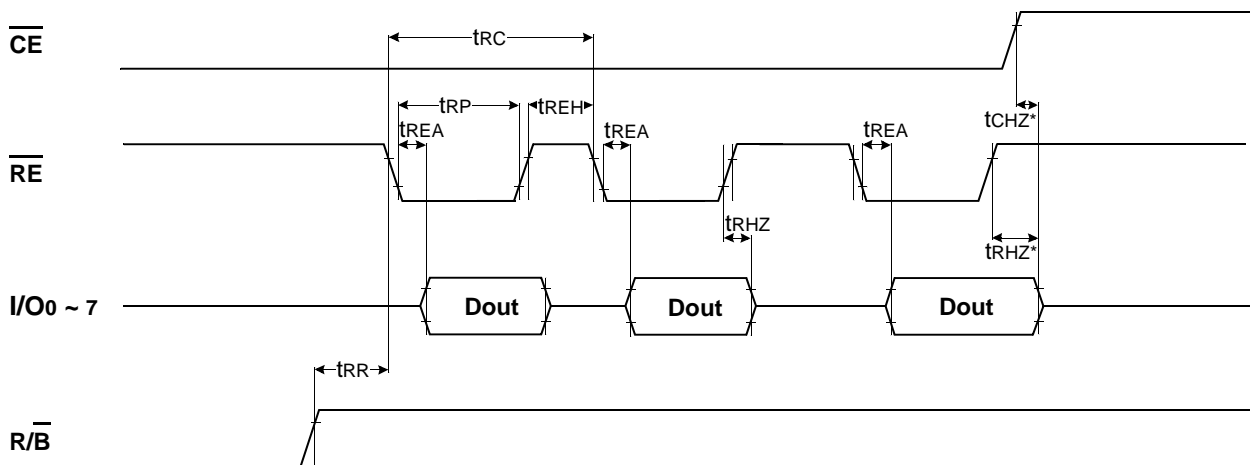 CE
tRC
tCHZ*
tRP
tREH
tREA
tREA
tREA
RE
tRHZ
tRHZ*
I/O0 ~ 7
Dout
Dout
Dout
tRR
R/B